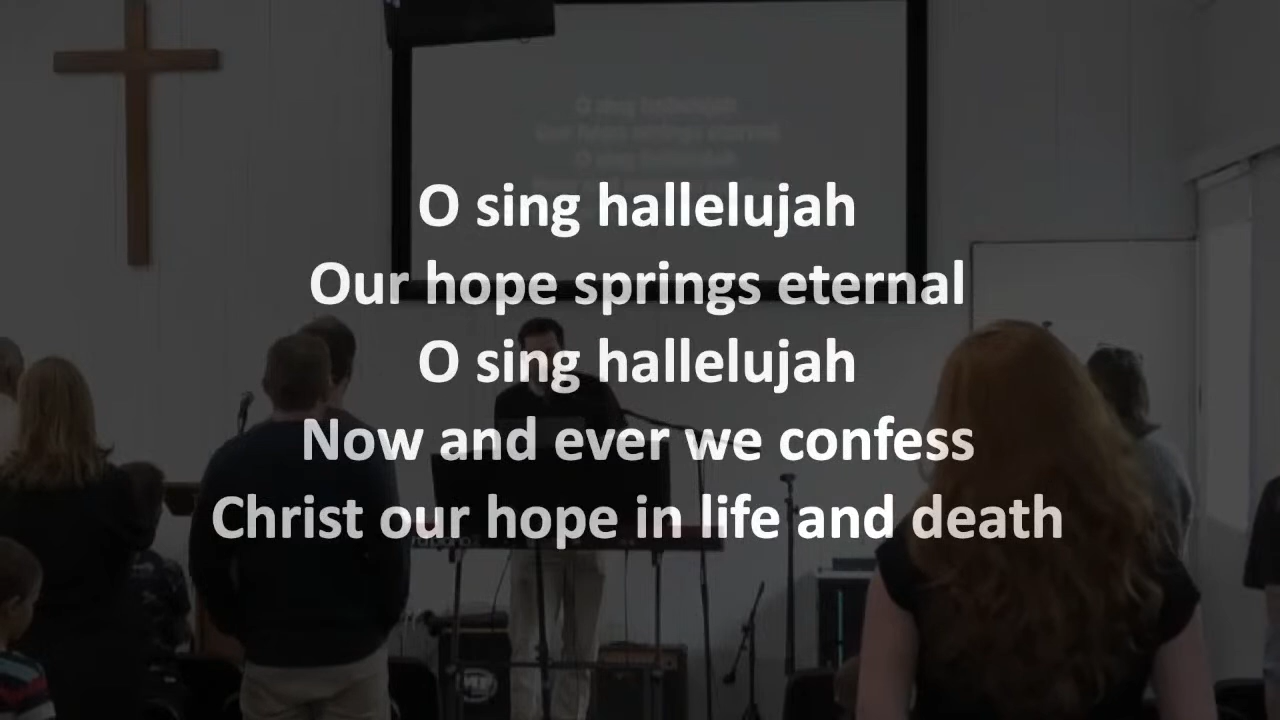 O sing hallelujah
Our hope springs eternal
O sing hallelujah
Now and ever we confess
Christ our hope in life and death